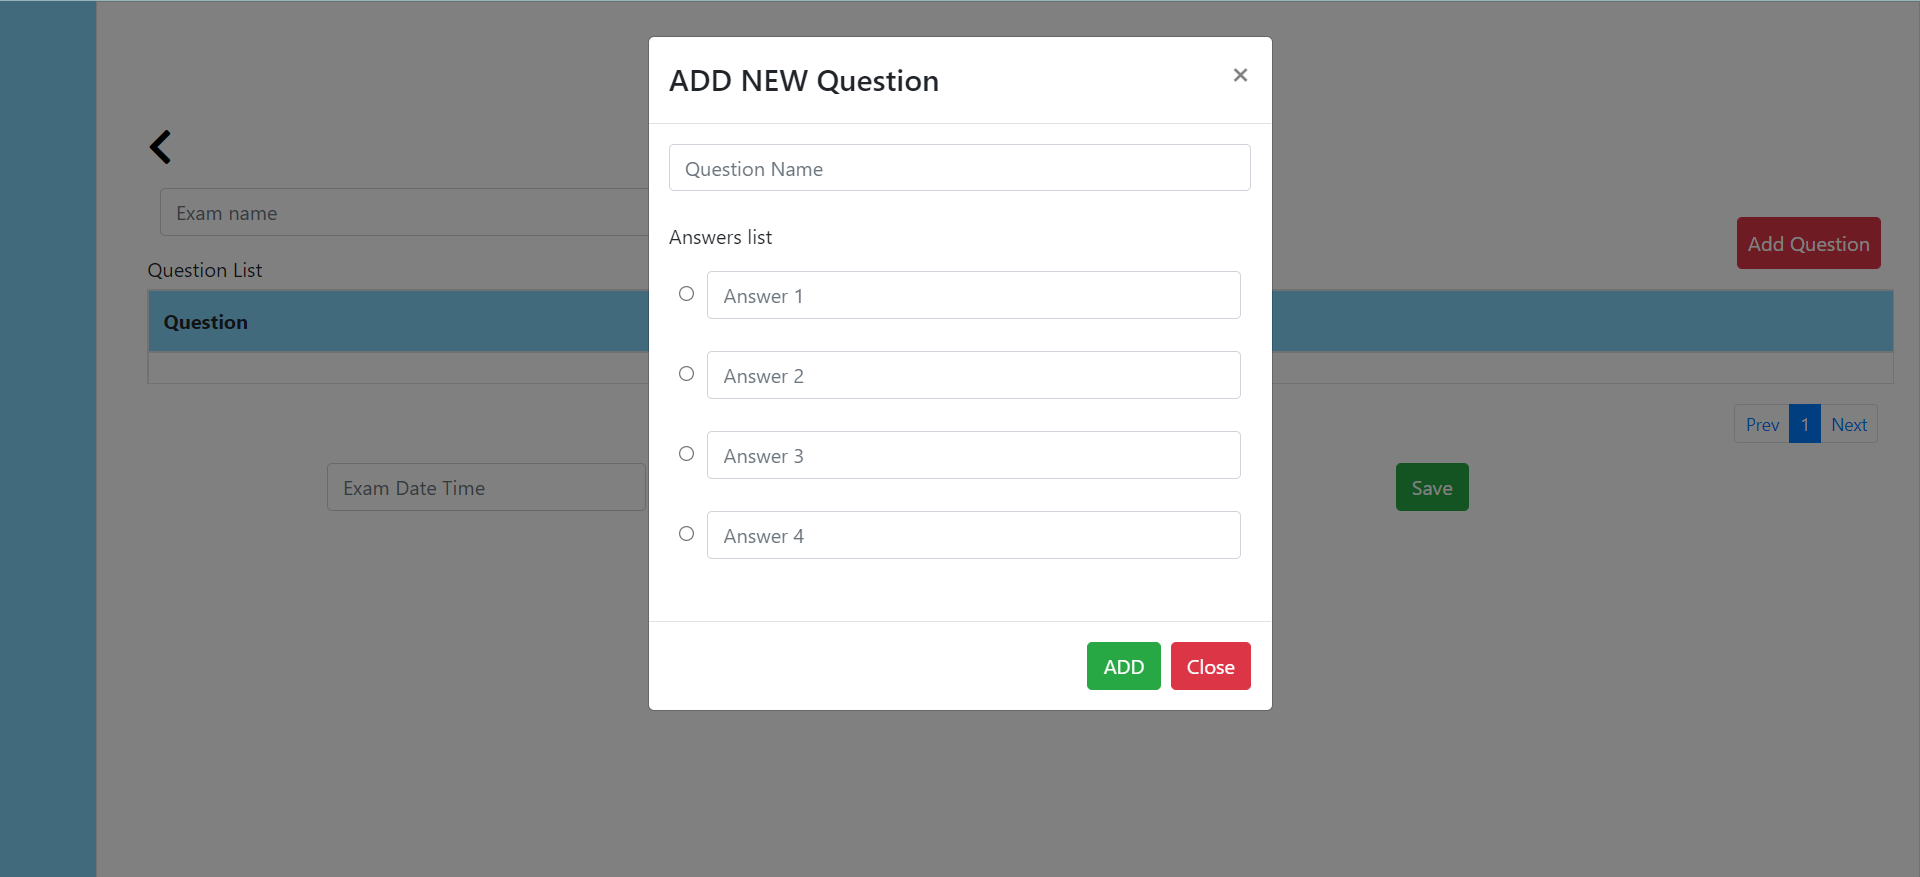 ADD NEW Question
×
Question Name
Answers list
Answer 1
Answer 2
Answer 3
Answer 4
ADD Close
Exam name
Add Question
Question List
Question
Prev 1 Next
Exam Date Time
Save